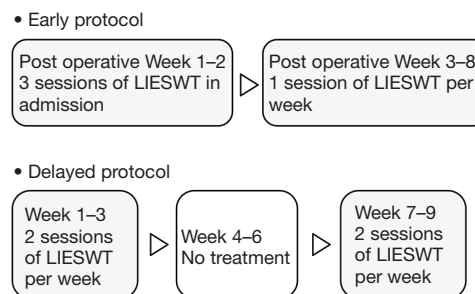 • Early protocol
Post operative Week 1–2
3 sessions of LIESWT in
admission
Post operative Week 3–8
1 session of LIESWT per
week
• Delayed protocol
Week 1–3
2 sessions
of LIESWT
per week
Week 4–6
No treatment
Week 7–9
2 sessions
of LIESWT
per week